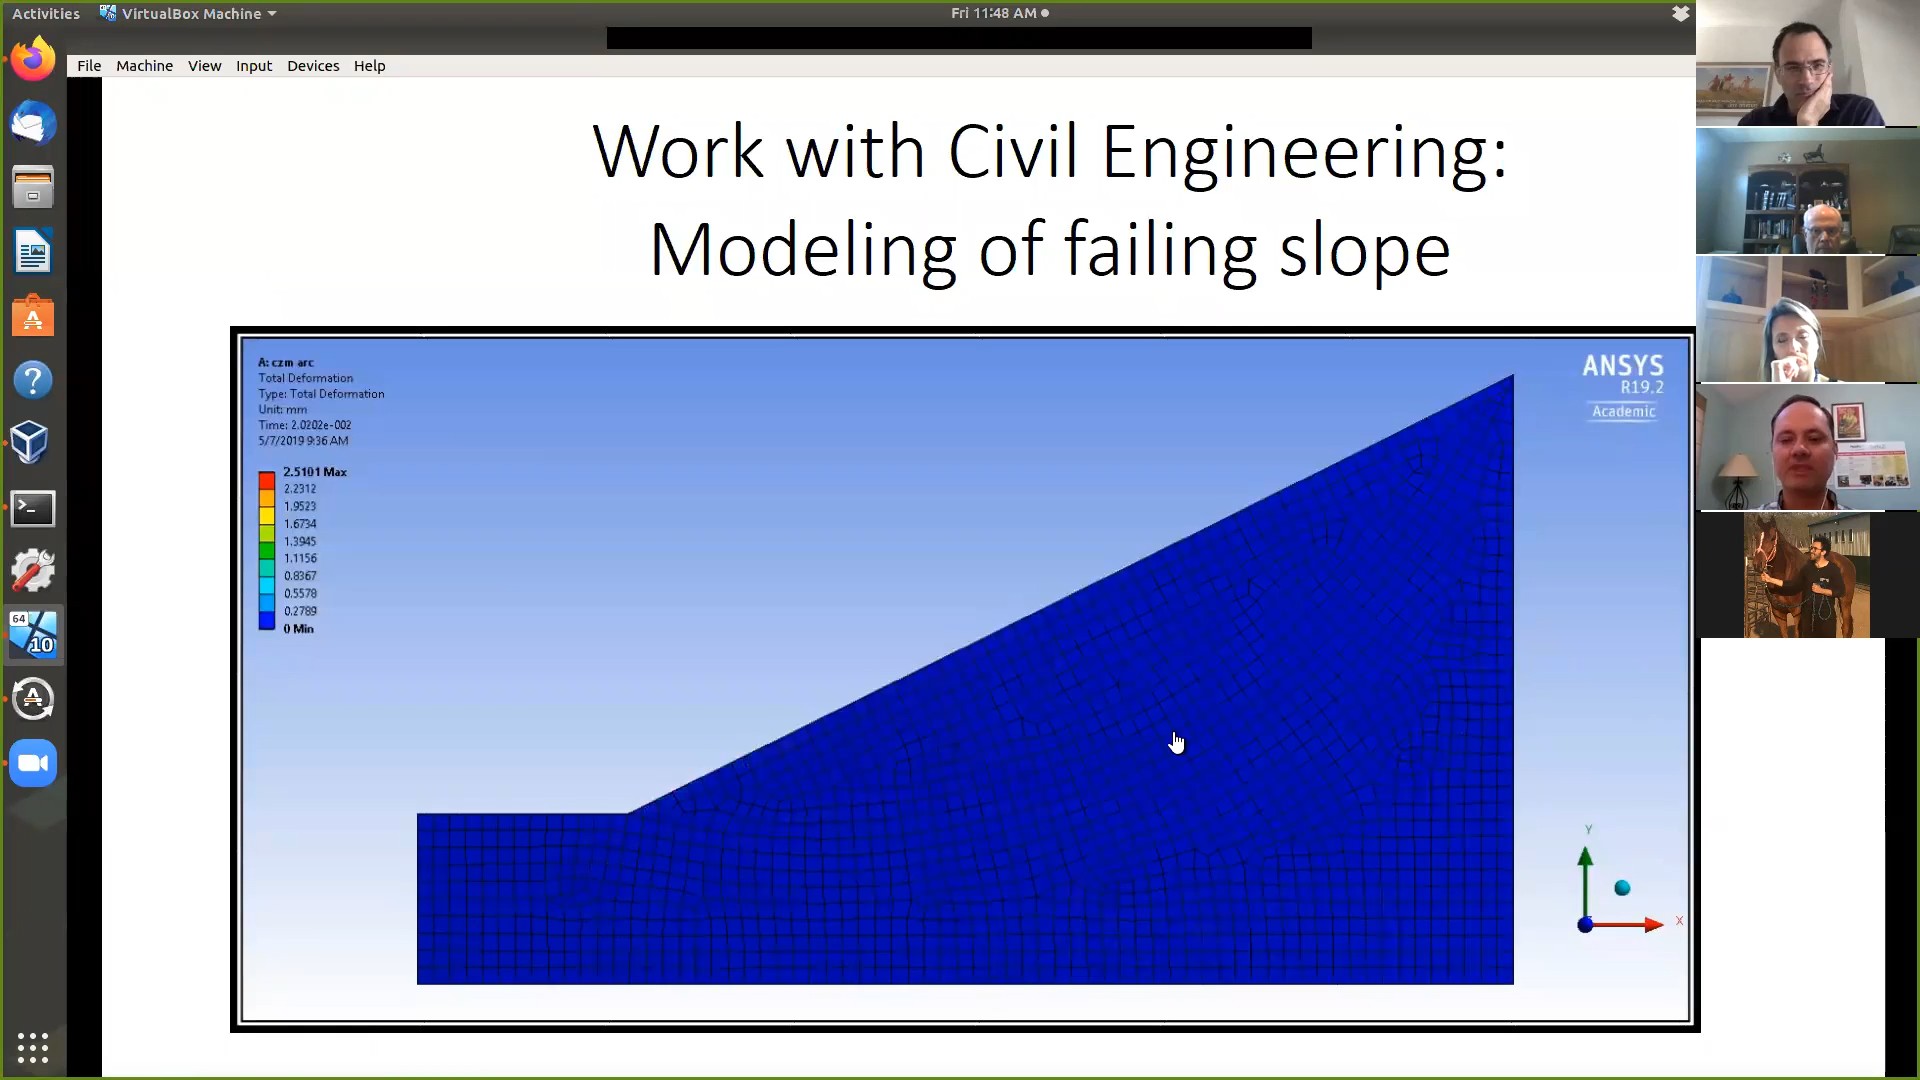 Activities
VirtualBox Machine
Fri 11:48 AM
File Machine View Input Devices Help
Work with Civil Engineering:
Modeling of failing slope
A: czm arc
Total Deformation
Type: Total Deformation
Unit: mm
Time: 2.0202e-002
5/7/2019 9:36 AM
2.5101 Max
2.2312
1.9523
1.6734
1.3945
1.1156
0.8367
0.5578
0.2789
0 Min
ANSYS
R19.2
Academic
Y
X
64
10